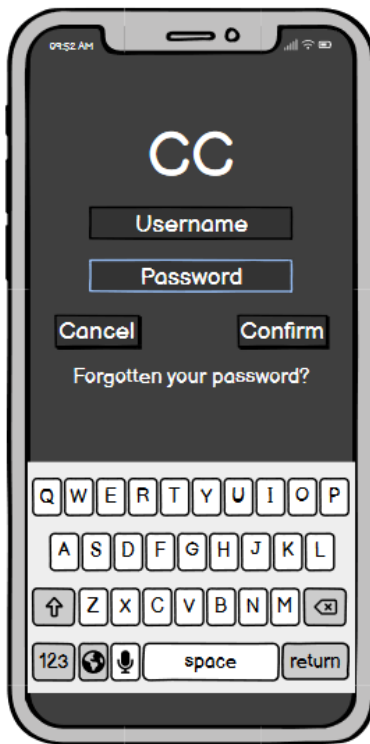 09:52 AM
CC
Username
Password
Cancel Confirm
Forgotten your password?
Q W E R T Y U I O P
A S D F G H J K L
Z X C V B N M
123 space return